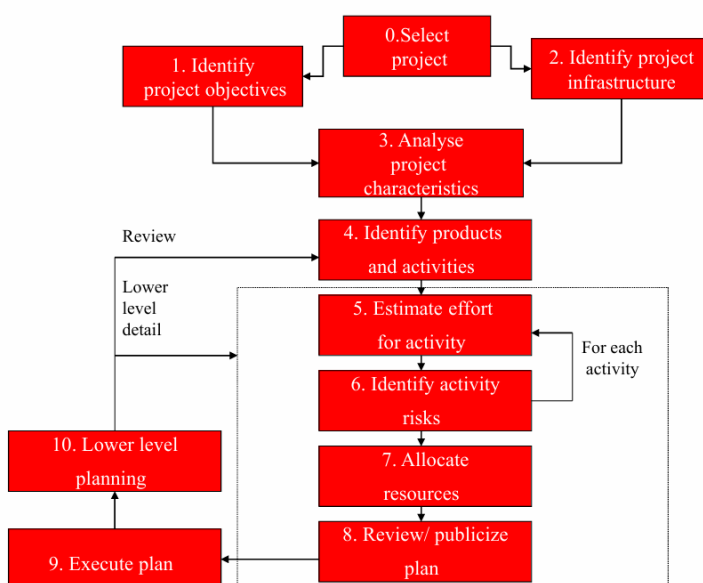 0.Select
project
1. Identify
project objectives
2. Identify project
infrastructure
3. Analyse
project
characteristics
4. Identify products
and activities
Review
Lower
level
detail
5. Estimate effort
for activity
For each
activity
6. Identify activity
risks
7. Allocate
resources
8. Review/ publicize
plan
9. Execute plan
10. Lower level
planning